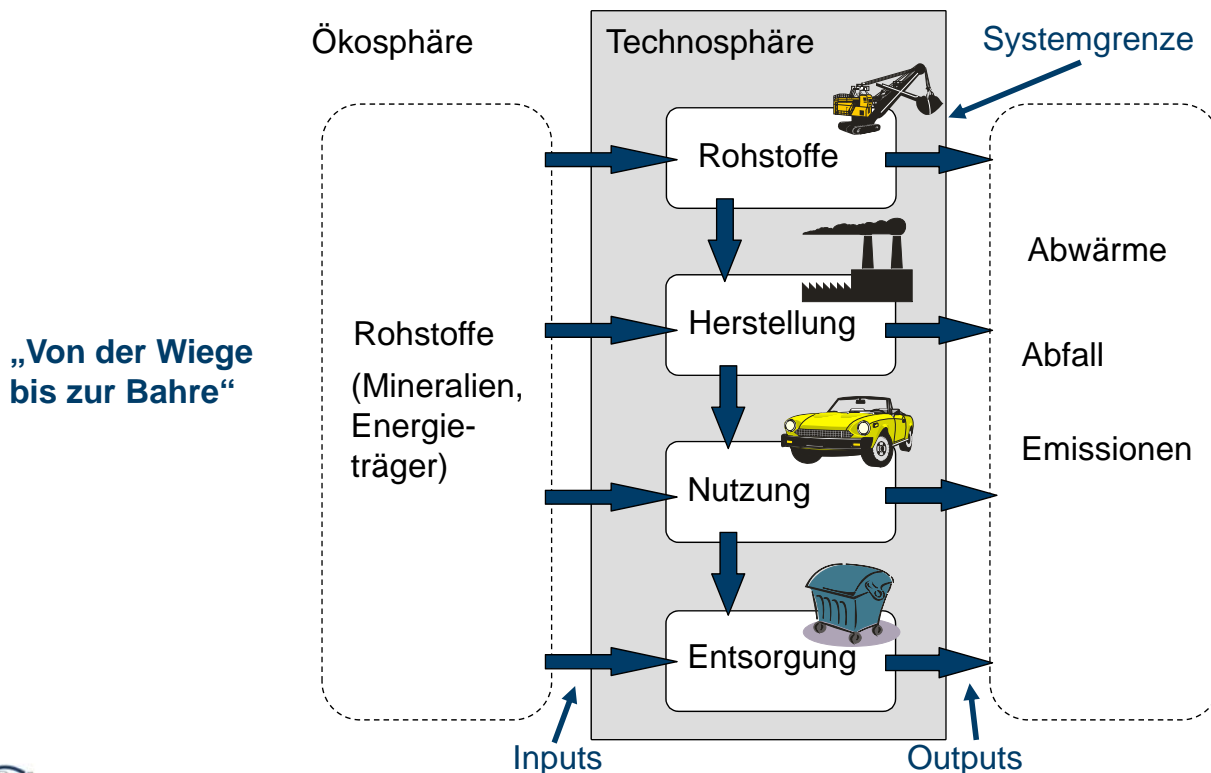 Ökosphäre
Technosphäre
Systemgrenze
„Von der Wiege
bis zur Bahre“
Rohstoffe
(Mineralien,
Energie-
träger)
Rohstoffe
Herstellung
Nutzung
Entsorgung
Abwärme
Abfall
Emissionen
Inputs
Outputs